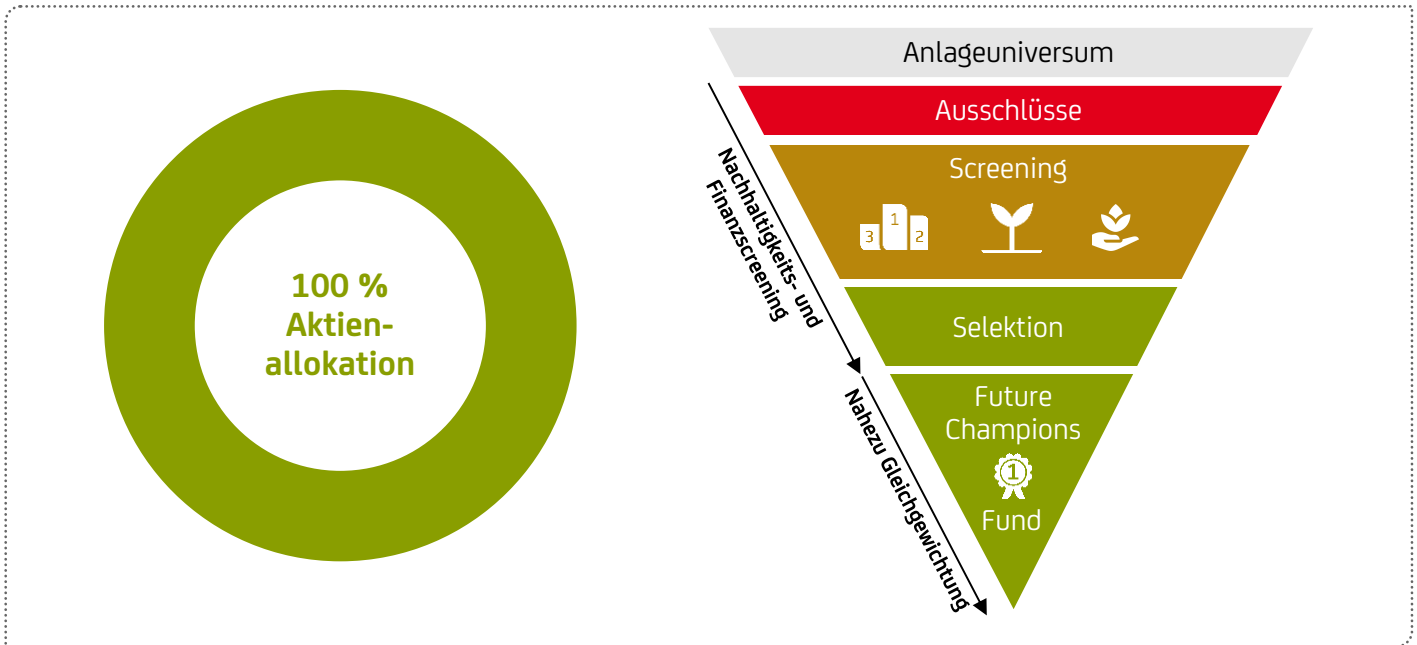 100 %
Aktien-
allokation
Anlageuniversum
Ausschlüsse
Screening
3 1 2
Nachhaltigkeits- und
Finanzscreening
Selektion
Future
Champions
1
Fund
Nahezu Gleichgewichtung